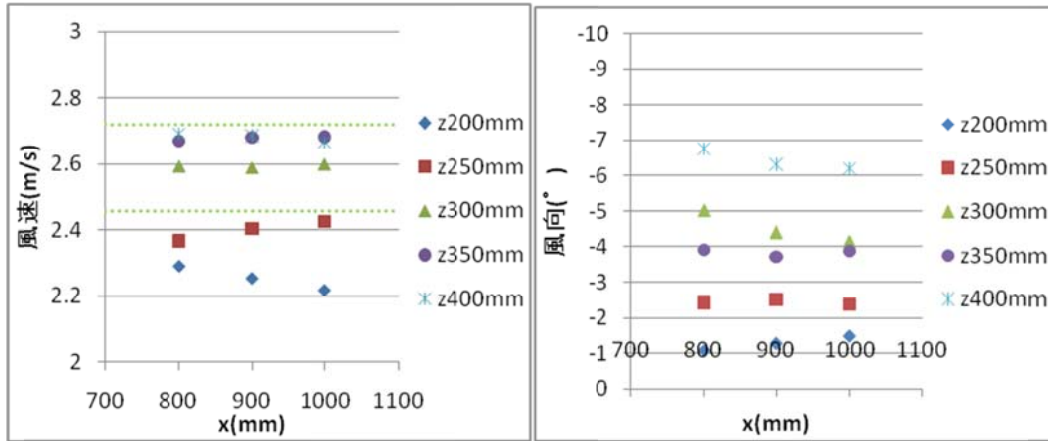 3
2.8
2.6
2.4
2.2
2
700 800 900 1000 1100
x(mm)
風速(m/s)
z200mm
z250mm
z300mm
z350mm
z400mm
-10
-9
-8
-7
-6
-5
-4
-3
-2
-1
0
700 800 900 1000 1100
x(mm)
風向(°)
z200mm
z250mm
z300mm
z350mm
z400mm